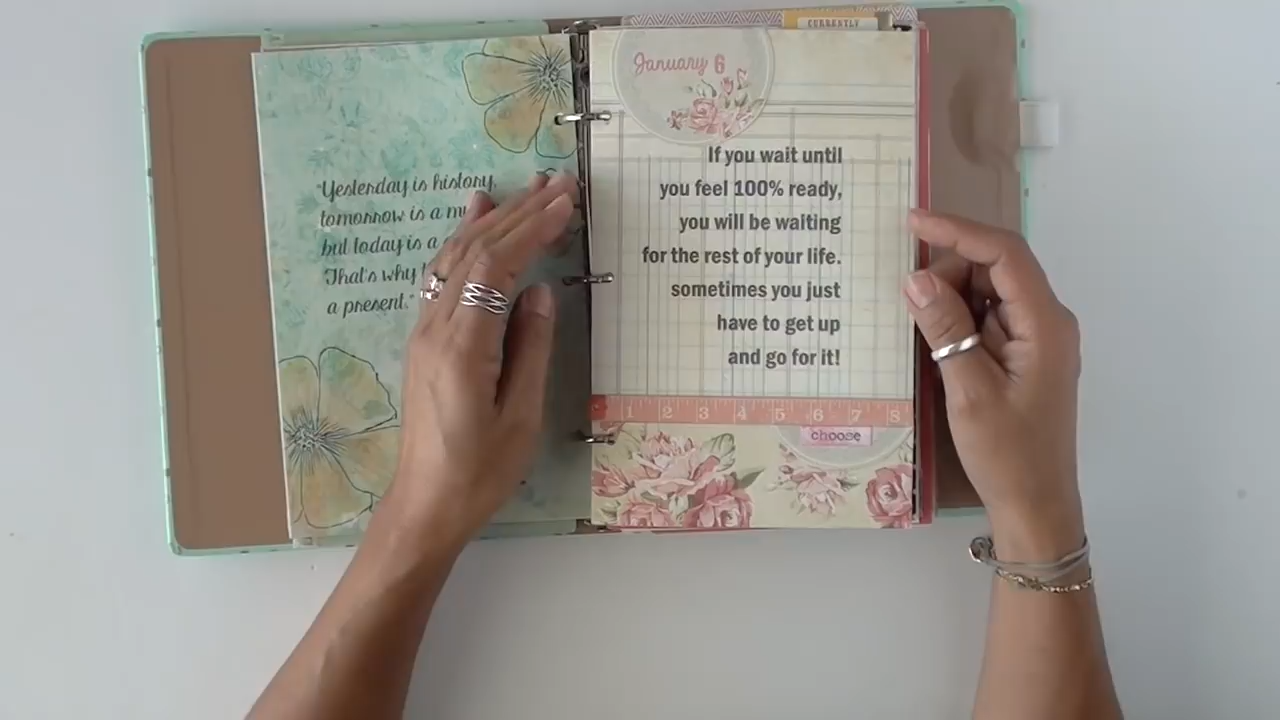 CURRENTLY
"Yesterday is history,
tomorrow is a
but today is a
That's why
a present."
January 6
If you wait until
you feel 100% ready,
you will be waiting
for the rest of your life.
sometimes you just
have to get up
and go for it!
1 2 3 4 5 6 7 8
choose